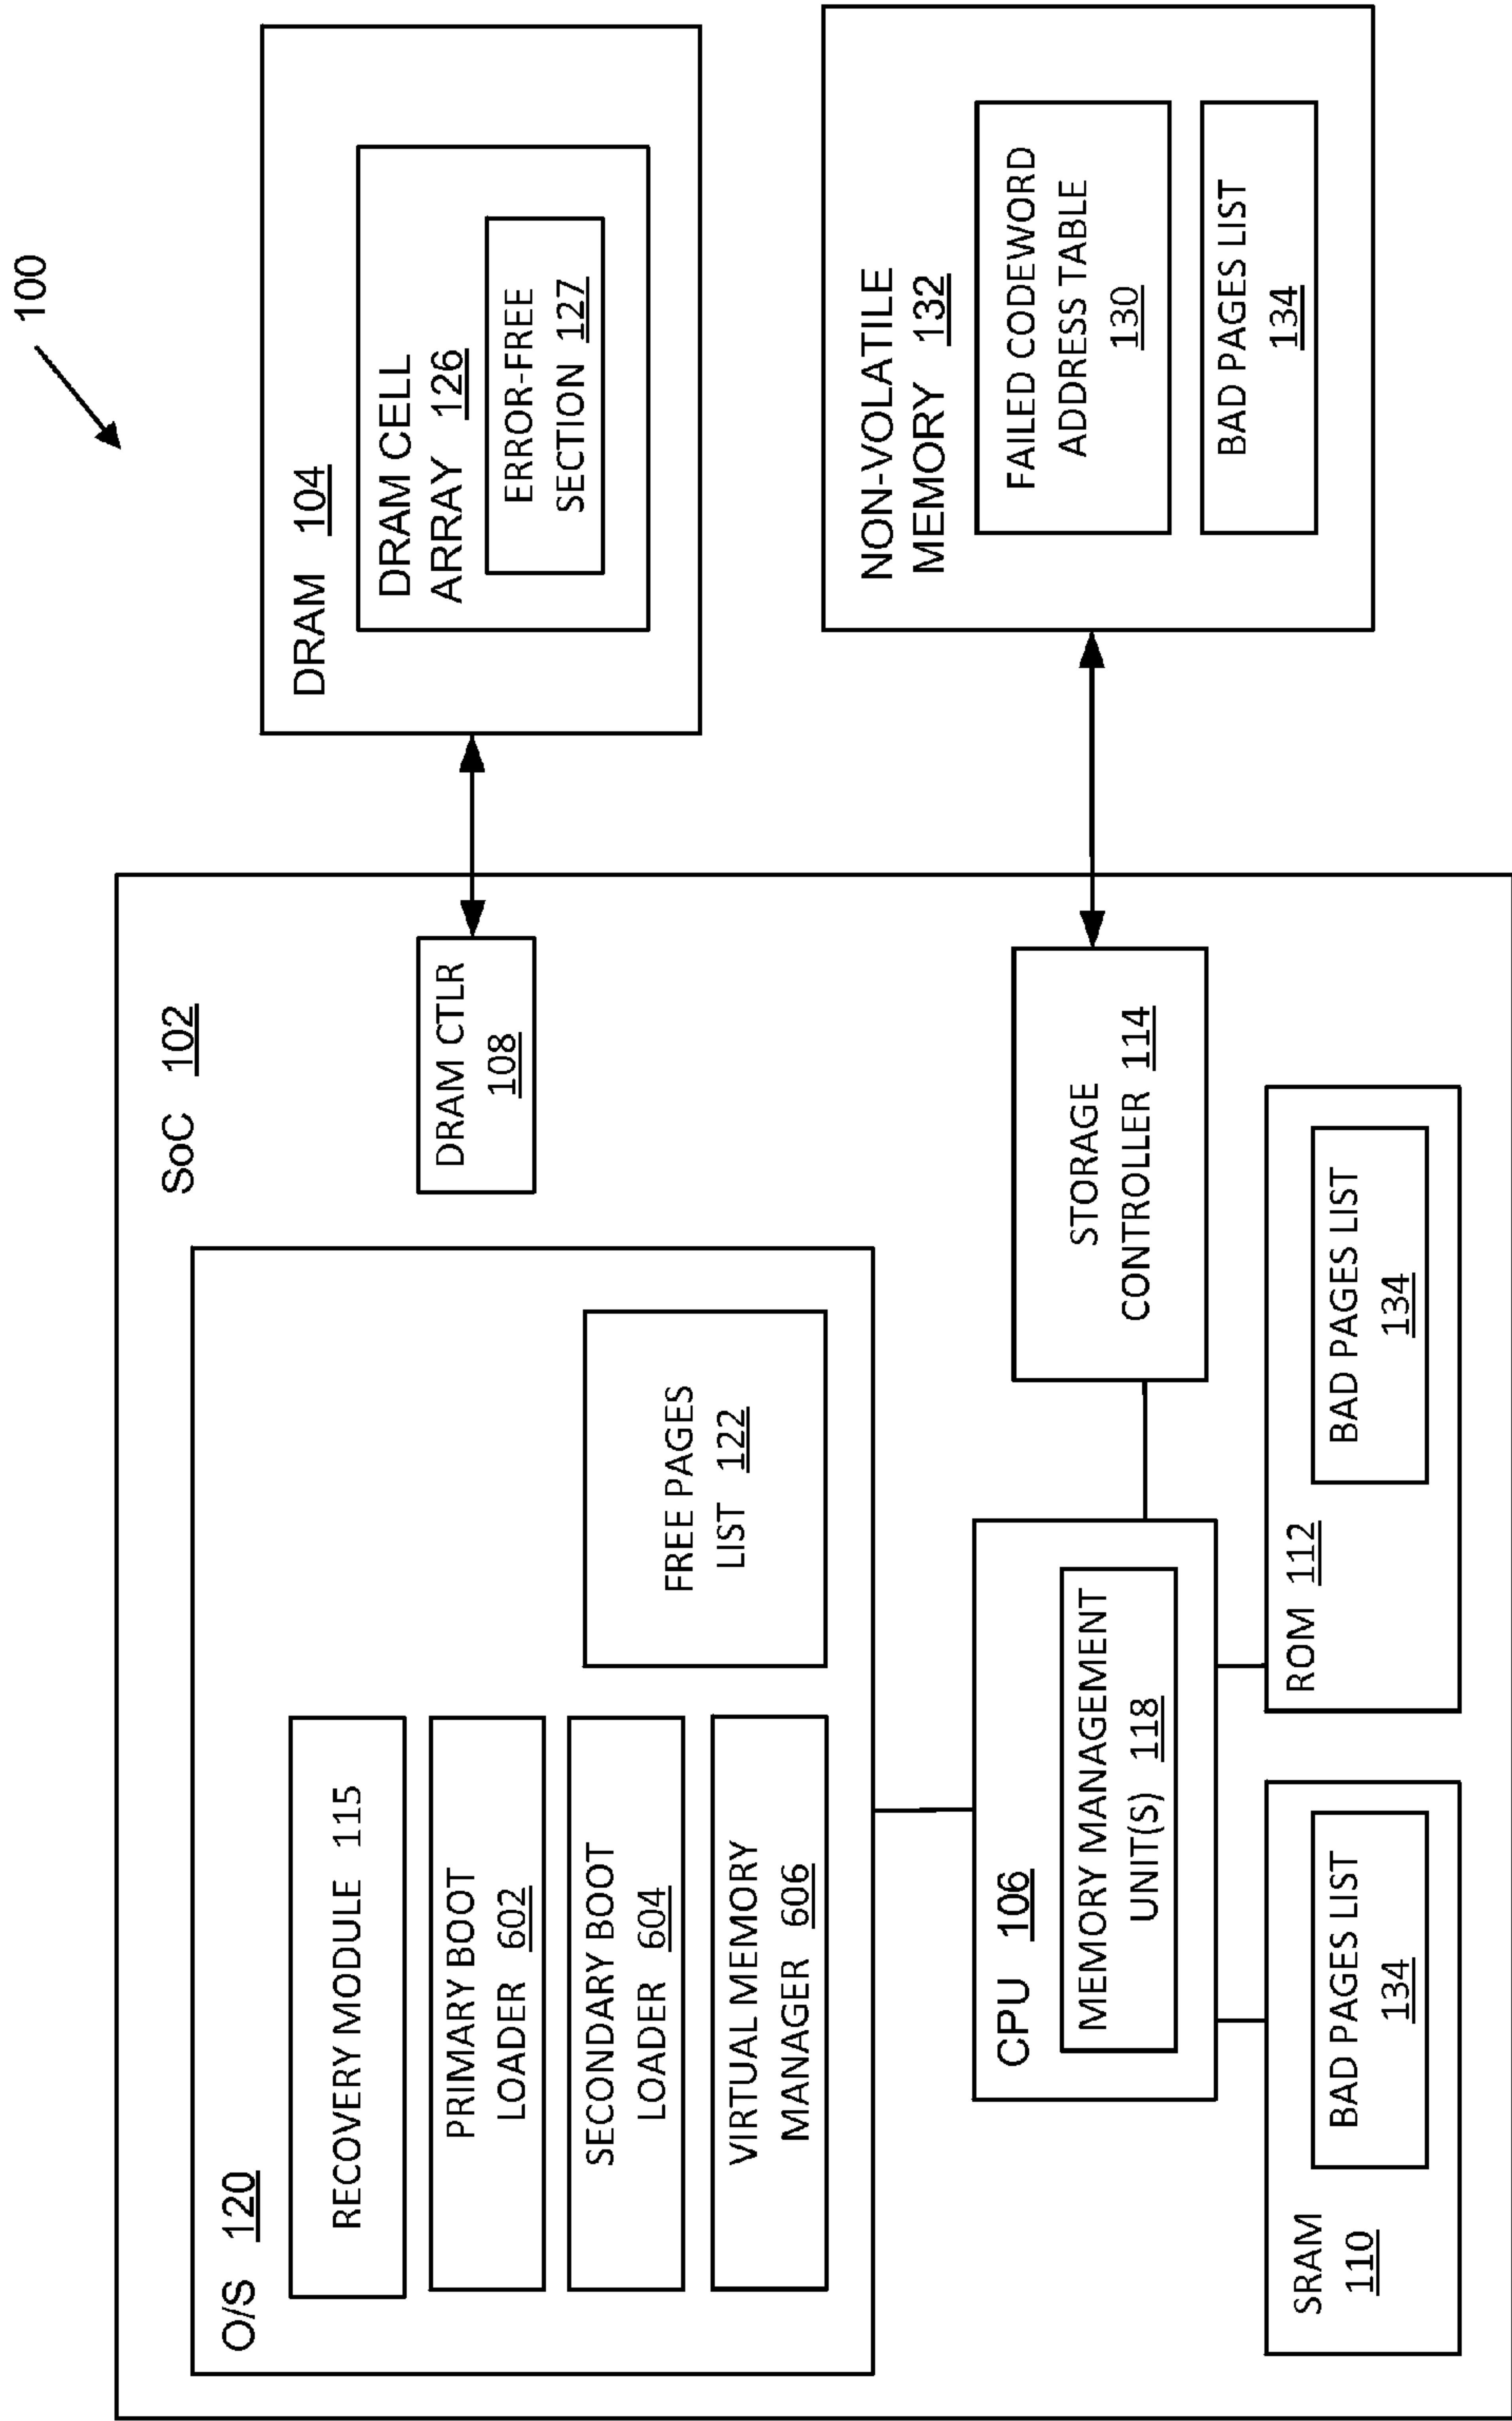 100
SoC 102
O/S 120
RECOVERY MODULE 115
PRIMARY BOOT
LOADER 602
SECONDARY BOOT
LOADER 604
VIRTUAL MEMORY
MANAGER 606
FREE PAGES
LIST 122
DRAM CTLR
108
CPU 106
MEMORY MANAGEMENT
UNIT(S) 118
STORAGE
CONTROLLER 114
SRAM
110
BAD PAGES LIST
134
ROM 112
BAD PAGES LIST
134
DRAM 104
DRAM CELL
ARRAY 126
ERROR-FREE
SECTION 127
NON-VOLATILE
MEMORY 132
FAILED CODEWORD
ADDRESS TABLE
130
BAD PAGES LIST
134